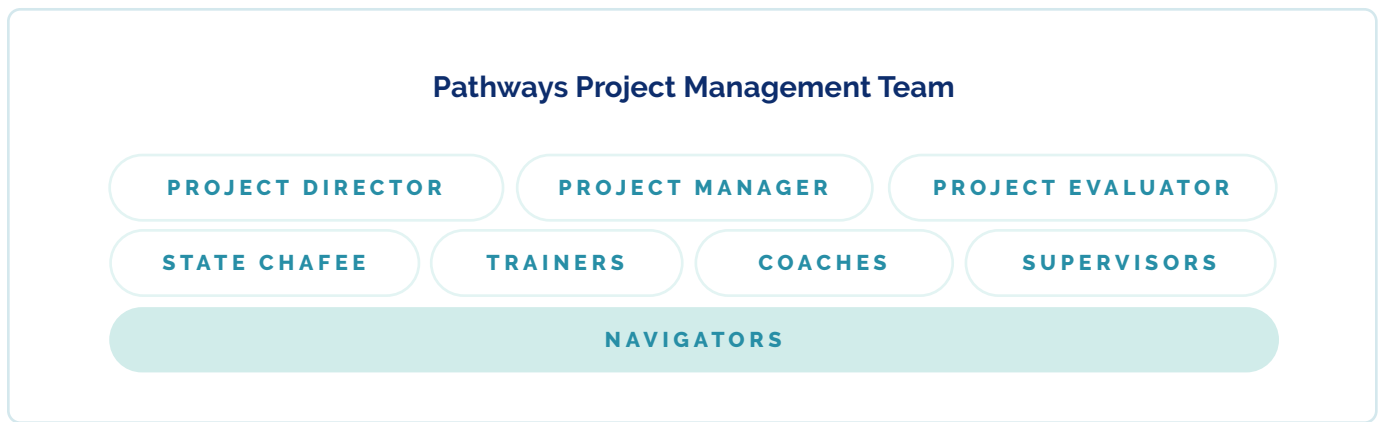 Pathways Project Management Team
PROJECT DIRECTOR PROJECT MANAGER PROJECT EVALUATOR
STATE CHAFEE TRAINERS COACHES SUPERVISORS
NAVIGATORS